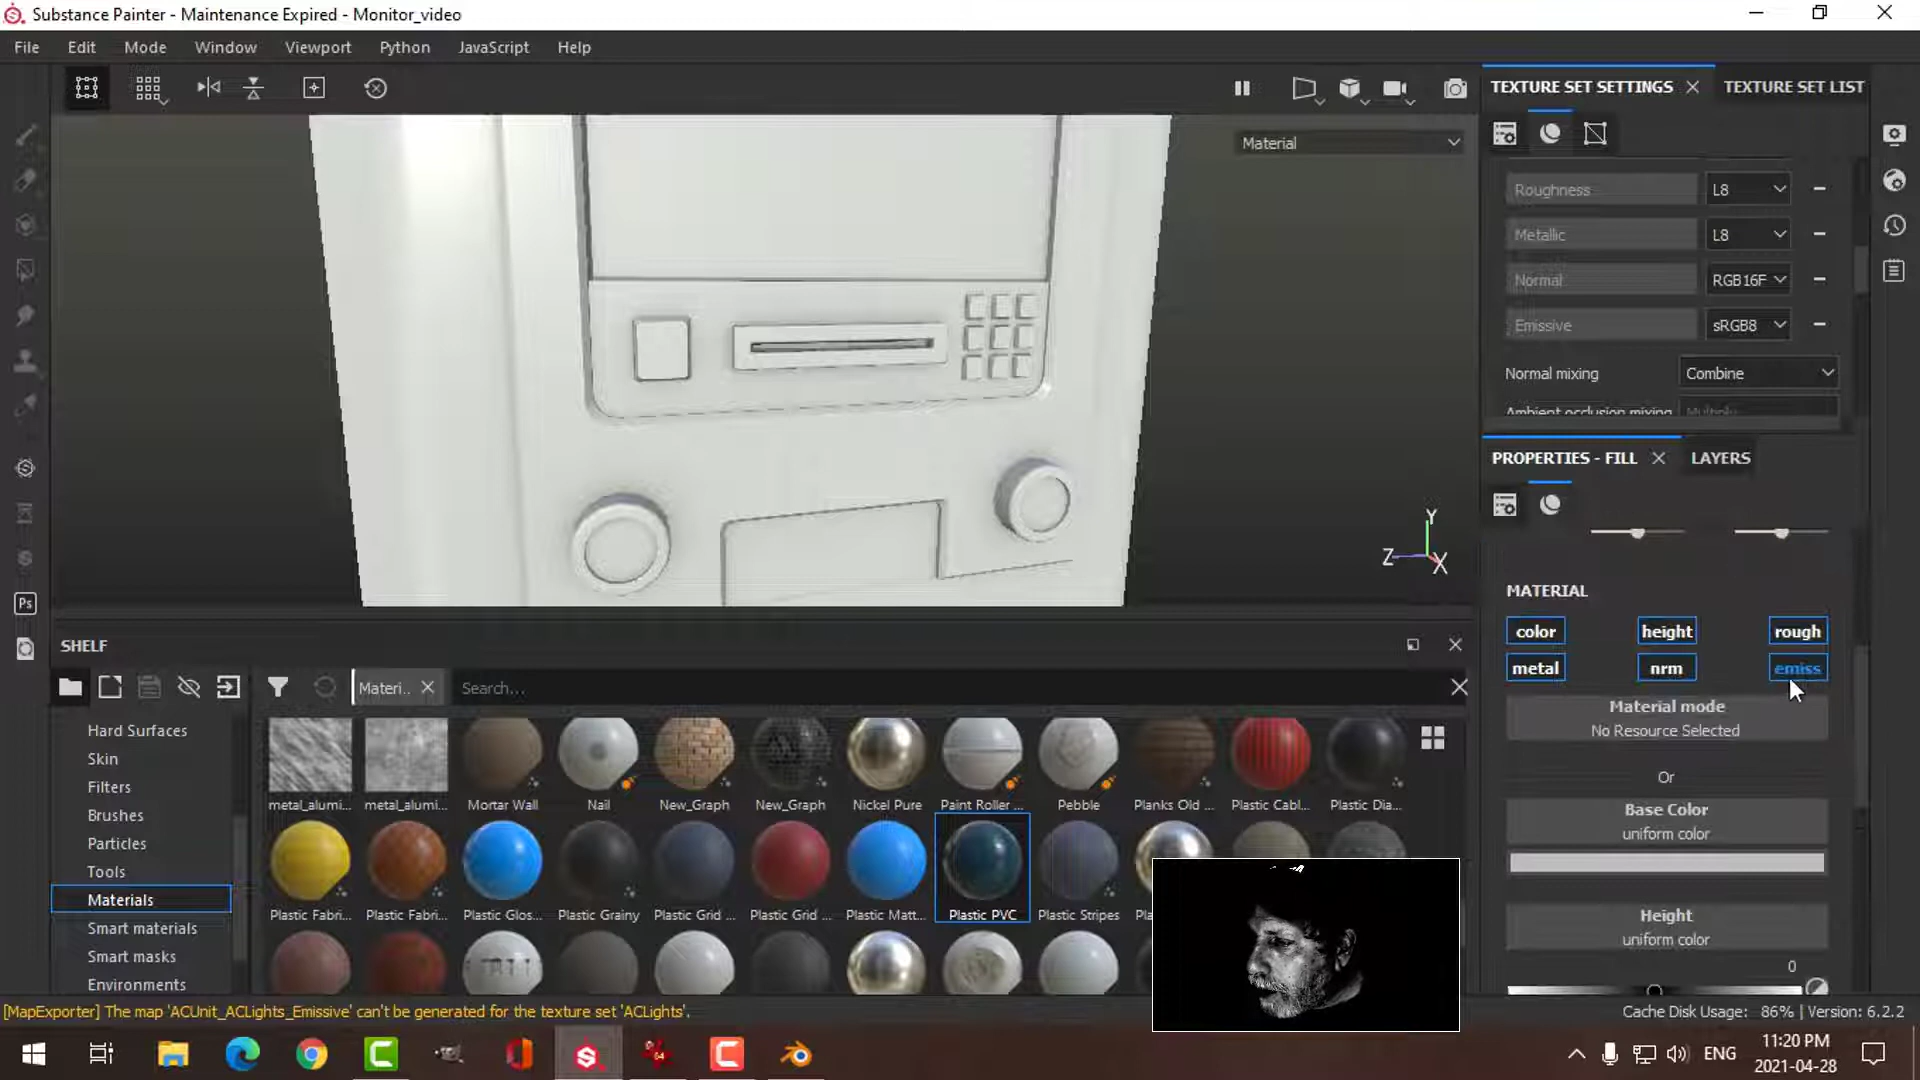 Substance Painter - Maintenance Expired - Monitor_video
File Edit Mode Window Viewport Python JavaScript Help
TEXTURE SET SETTINGS TEXTURE SET LIST
Material
Roughness L8
Metallic L8
Normal RGB16F
Emissive sRGB8
Normal mixing Combine
Ambient occlusion mixing Multiply
PROPERTIES - FILL LAYERS
Y
Z
X
MATERIAL
color height rough
metal nrm emiss
Material mode
No Resource Selected
Or
Base Color
uniform color
Height
uniform color
0
SHELF
Materi..
Search...
Hard Surfaces
Skin
Filters
Brushes
Particles
Tools
Materials
Smart materials
Smart masks
Environments
metal_alumi... metal_alumi... Mortar Wall Nail New_Graph New_Graph Nickel Pure Paint Roller ... Pebble Planks Old ... Plastic Cabl... Plastic Dia...
Plastic Fabri... Plastic Fabri... Plastic Glos... Plastic Grainy Plastic Grid ... Plastic Grid ... Plastic Matt... Plastic PVC Plastic Stripes
Ps
[MapExporter] The map 'ACUnit_ACLights_Emissive' can't be generated for the texture set 'ACLights'.
Cache Disk Usage: 86% | Version: 6.2.2
ENG
11:20 PM
2021-04-28